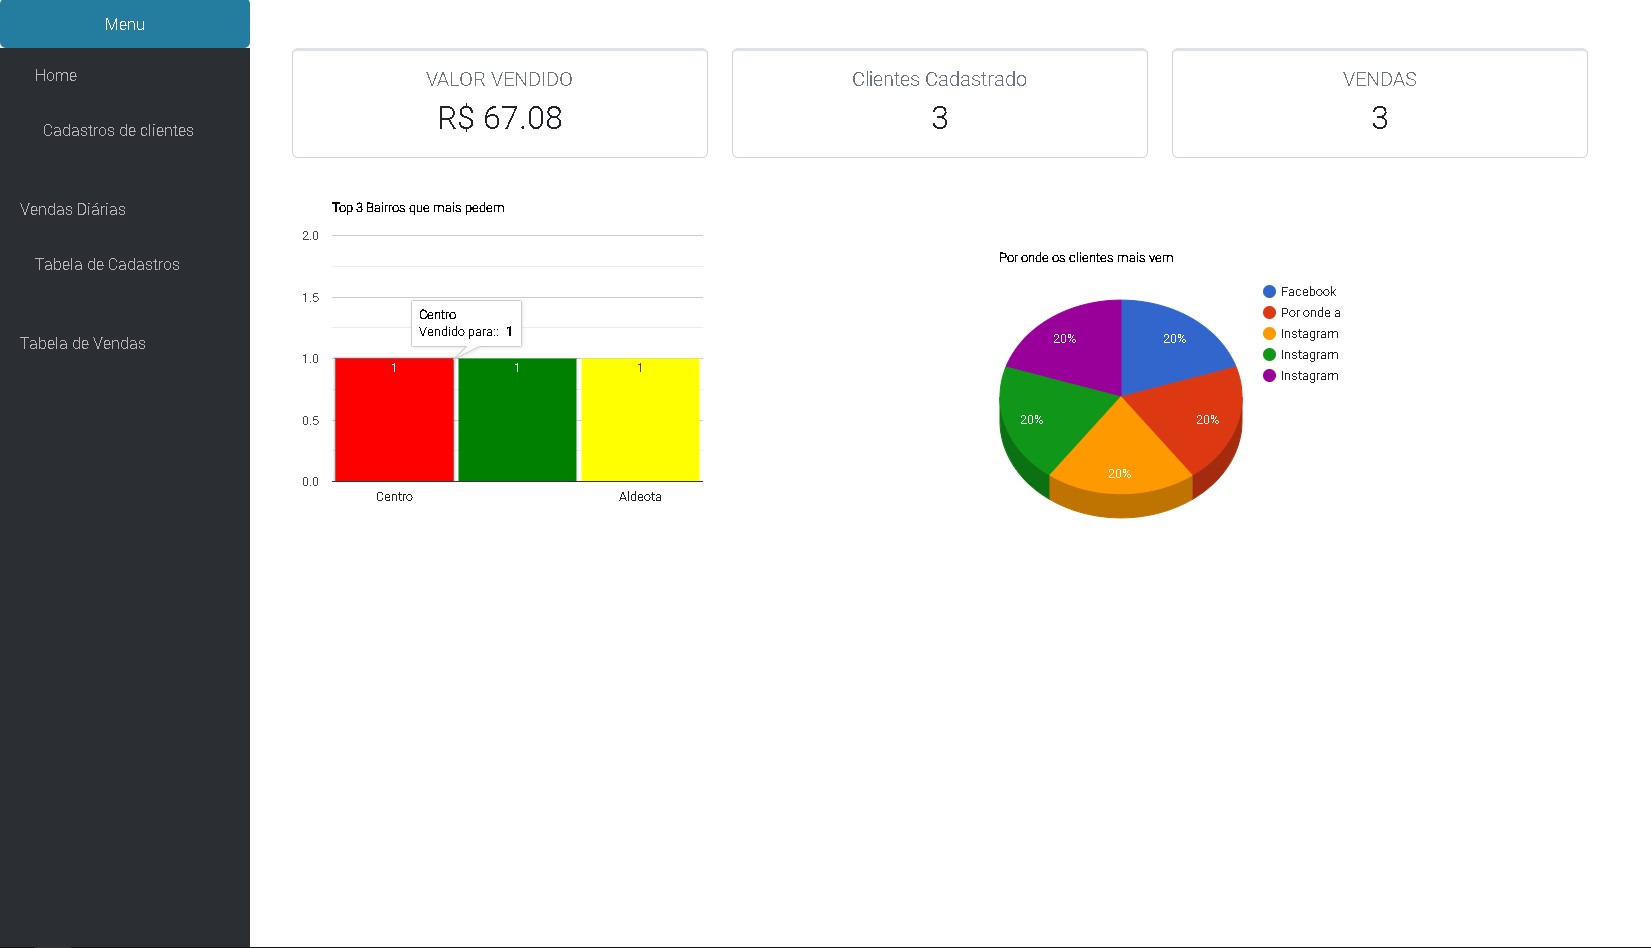 Menu
Home
Cadastros de clientes
Vendas Diárias
Tabela de Cadastros
Tabela de Vendas
VALOR VENDIDO
R$ 67.08
Clientes Cadastrado
3
VENDAS
3
Top 3 Bairros que mais pedem
2.0
1.5
1.0
0.5
0.0
Centro
Vendido para:: 1
1
1
1
Centro
Aldeota
Por onde os clientes mais vem
20%
20%
20%
20%
20%
Facebook
Por onde a
Instagram
Instagram
Instagram